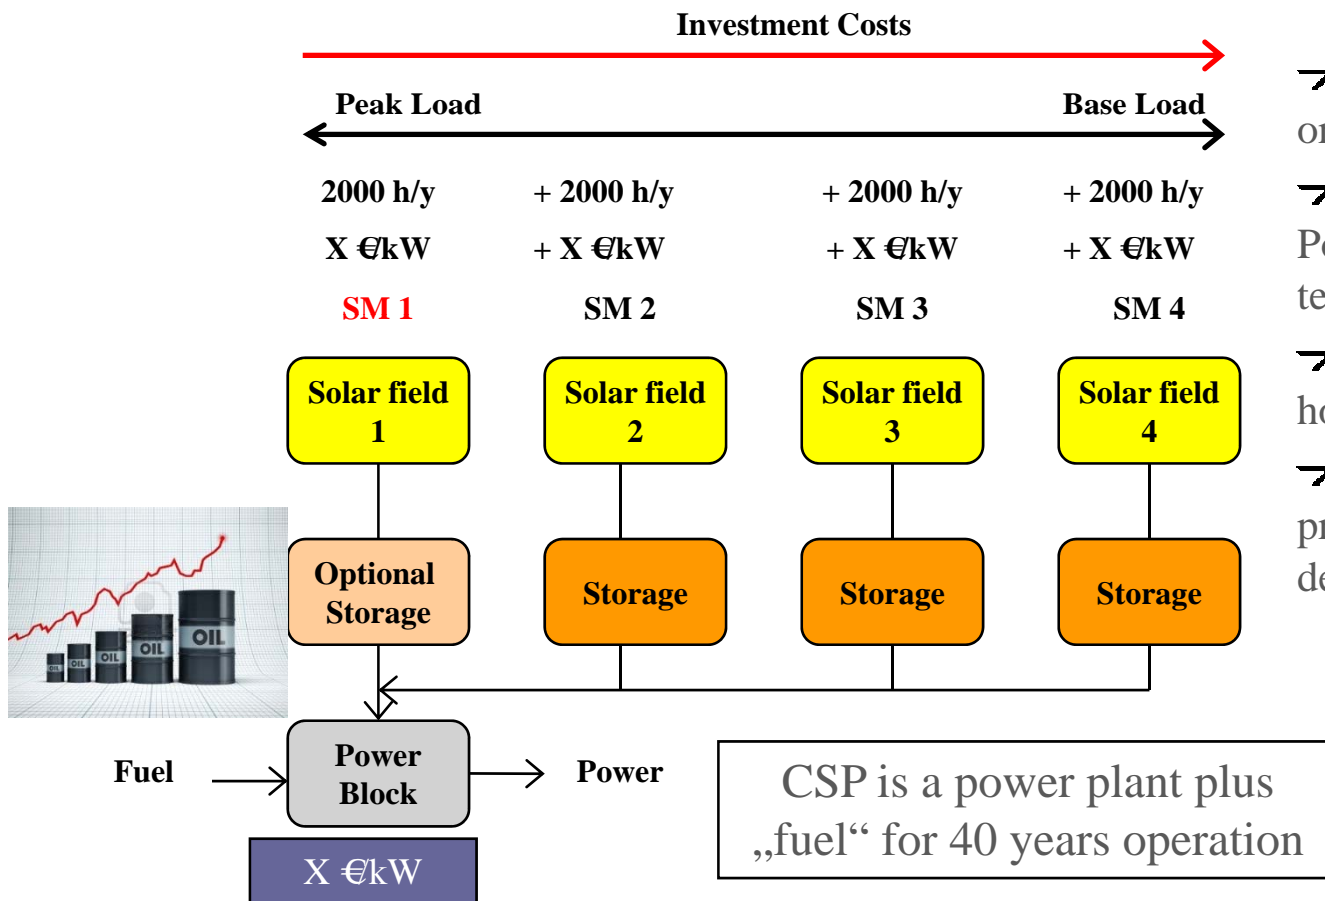 Investment Costs
Peak Load Base Load
2000 h/y + 2000 h/y + 2000 h/y + 2000 h/y
X €/kW + X €/kW + X €/kW + X €/kW
SM 1 SM 2 SM 3 SM 4
Solar field Solar field Solar field Solar field
1 2 3 4
Optional
Storage
Storage Storage Storage
OIL OIL OIL OIL OIL
Fuel
Power
Block
Power
X €/kW
CSP is a power plant plus
„fuel“ for 40 years operation